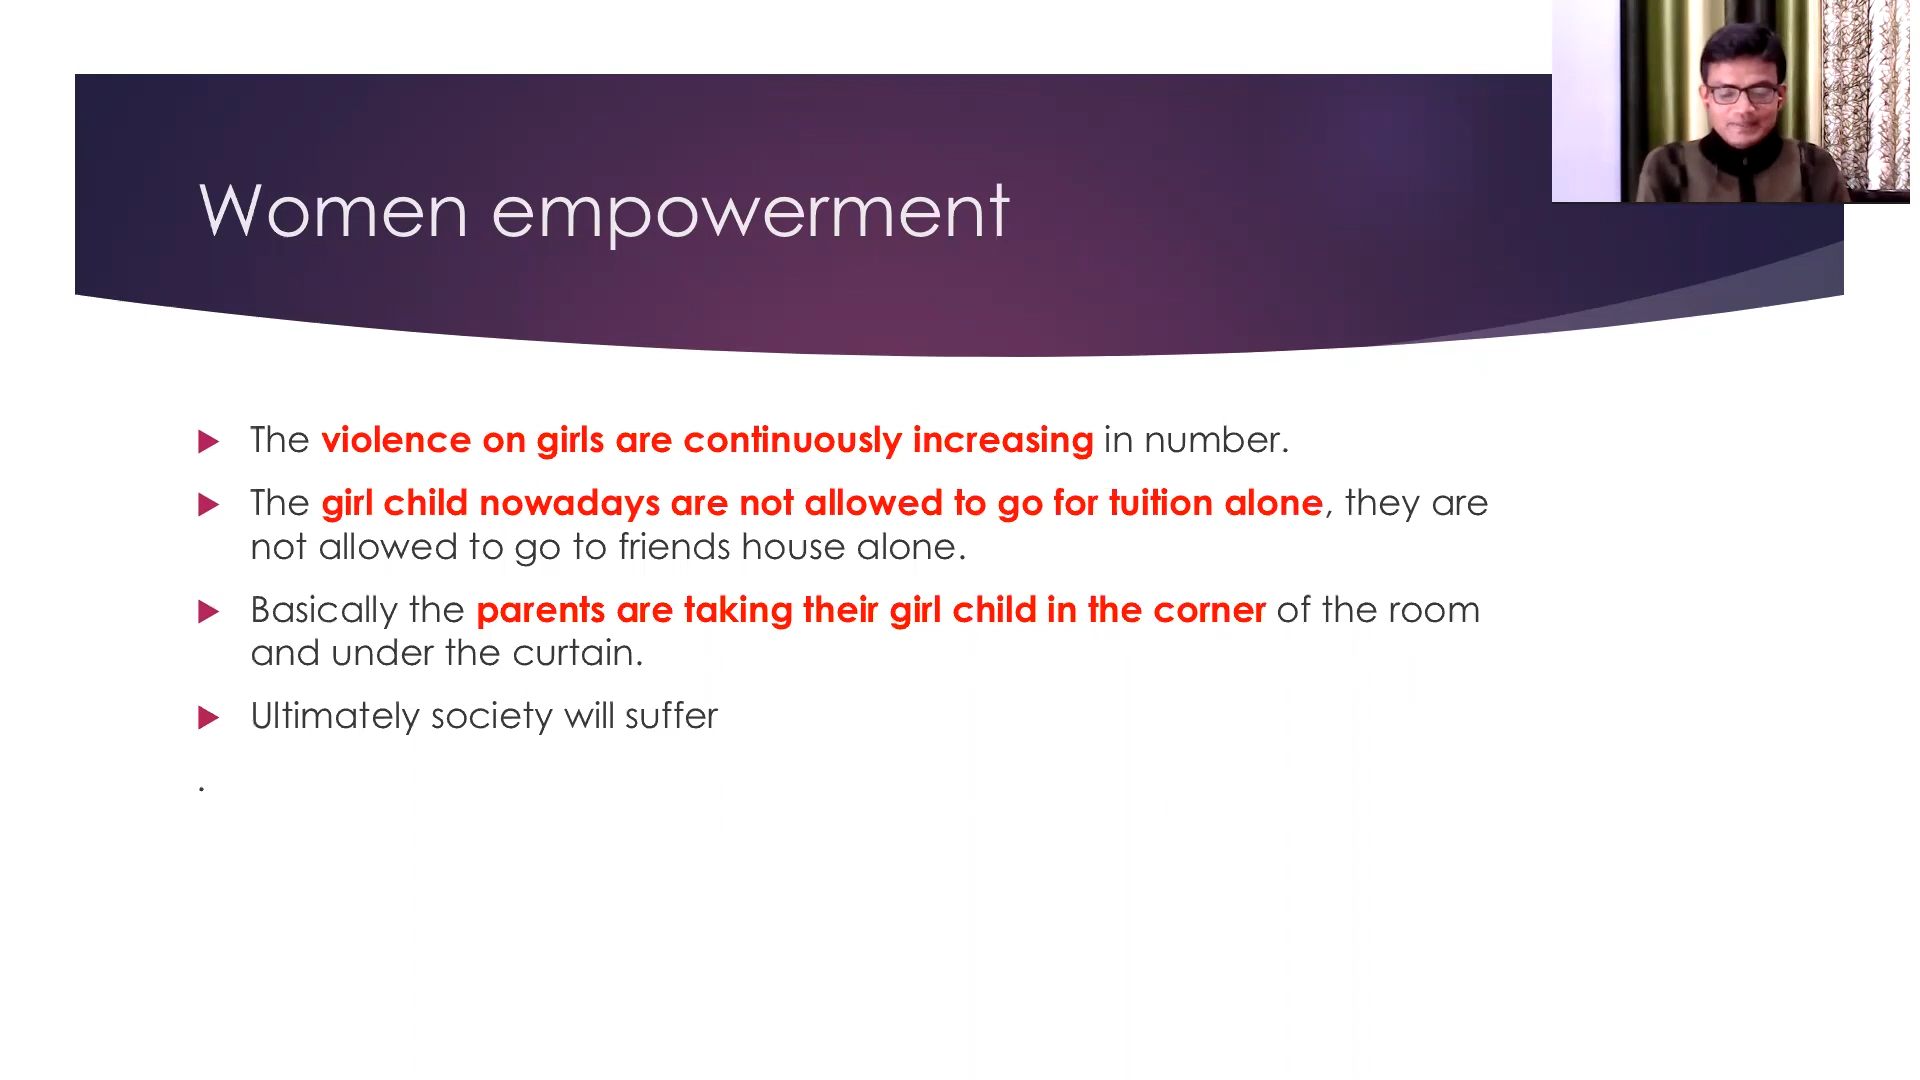 Women empowerment
The violence on girls are continuously increasing in number.
The girl child nowadays are not allowed to go for tuition alone, they are
not allowed to go to friends house alone.
Basically the parents are taking their girl child in the corner of the room
and under the curtain.
Ultimately society will suffer
.